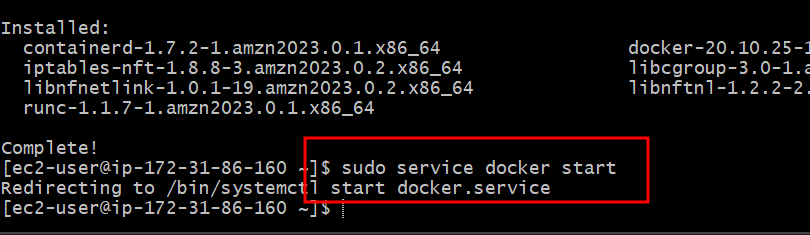 Installed:
containerd-1.7.2-1.amzn2023.0.1.x86_64 docker-20.10.25-1
iptables-nft-1.8.8-3.amzn2023.0.2.x86_64 libcgroup-3.0-1.a
libnfnetlink-1.0.1-19.amzn2023.0.2.x86_64 libnftnl-1.2.2-2.
runc-1.1.7-1.amzn2023.0.1.x86_64
Complete!
[ec2-user@ip-172-31-86-160 ~]$ sudo service docker start
Redirecting to /bin/systemctl start docker.service
[ec2-user@ip-172-31-86-160 ~]$